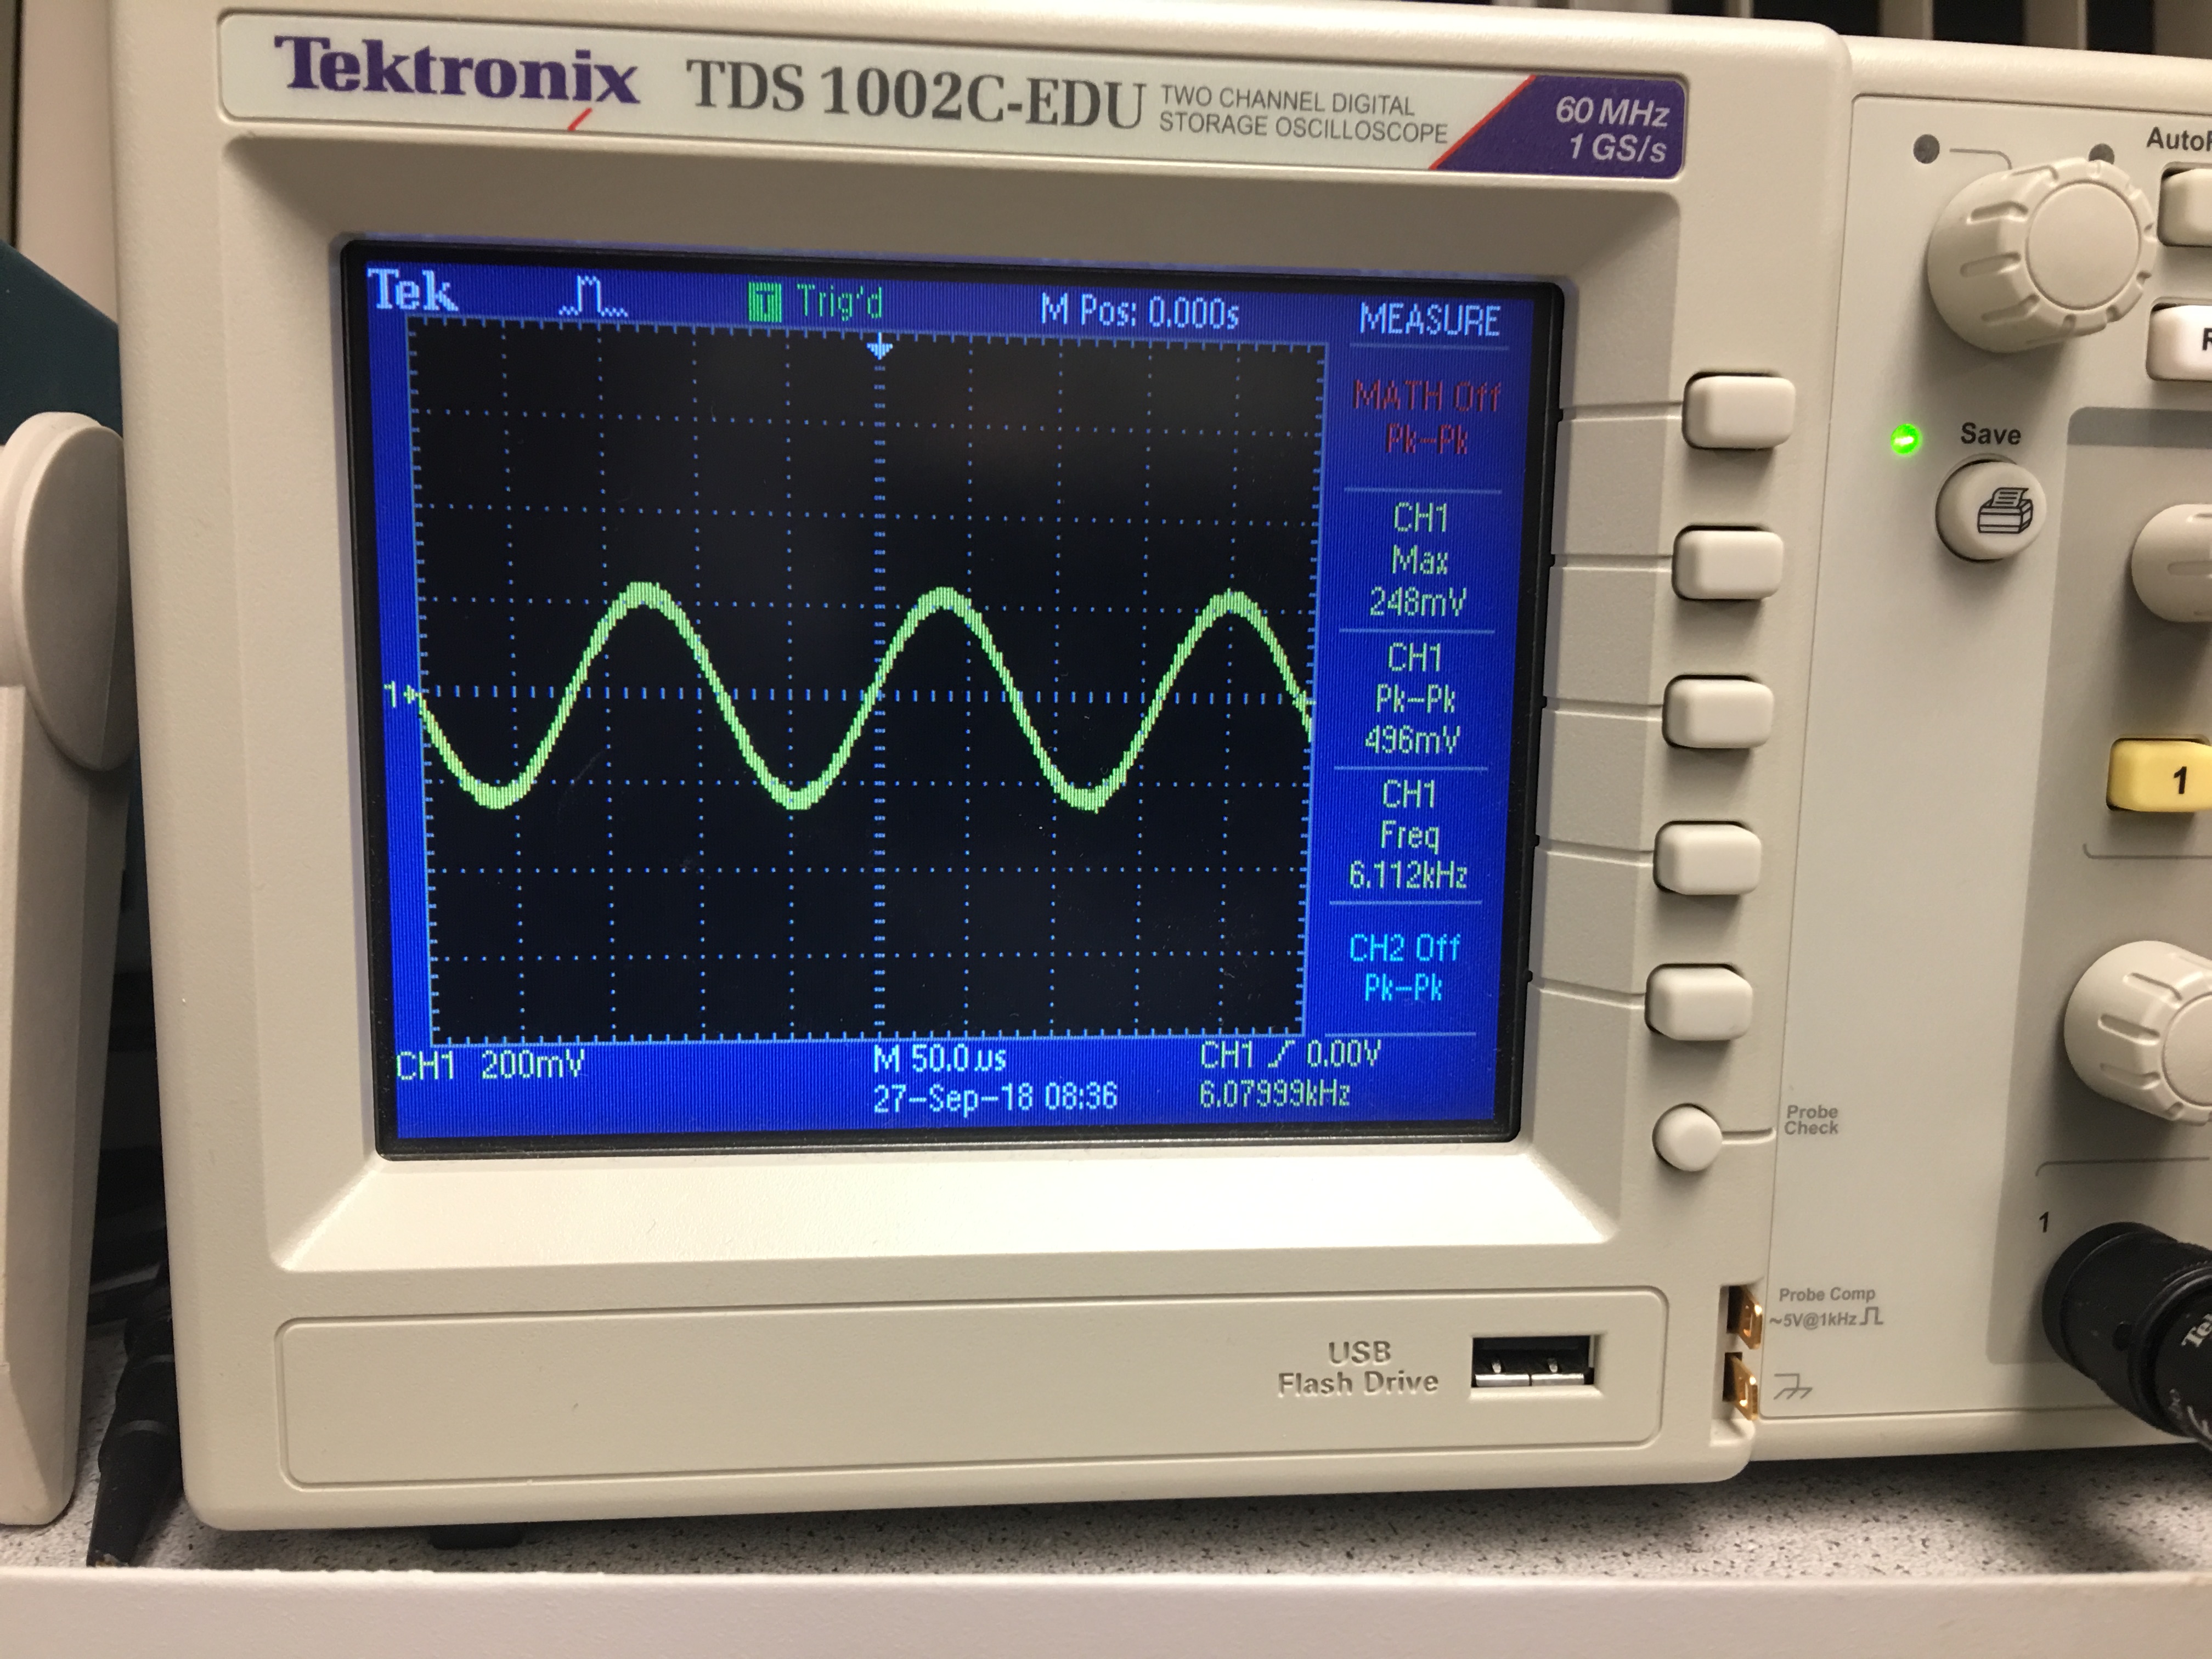 Tektronix TDS 1002C-EDU TWO CHANNEL DIGITAL
STORAGE OSCILLOSCOPE
60 MHz
1 GS/s
Tek T Trig'd M Pos: 0.000s MEASURE
MATH Off
Pk-Pk
CH1
Max
248mV
1
CH1
Pk-Pk
496mV
CH1
Freq
6.112kHz
CH2 Off
Pk-Pk
CH1 200mV M 50.0µs CH1 0.00V
27-Sep-18 08:36 6.07999kHz
Save
1
Probe
Check
1
Probe Comp
~5V@1kHz
USB
Flash Drive